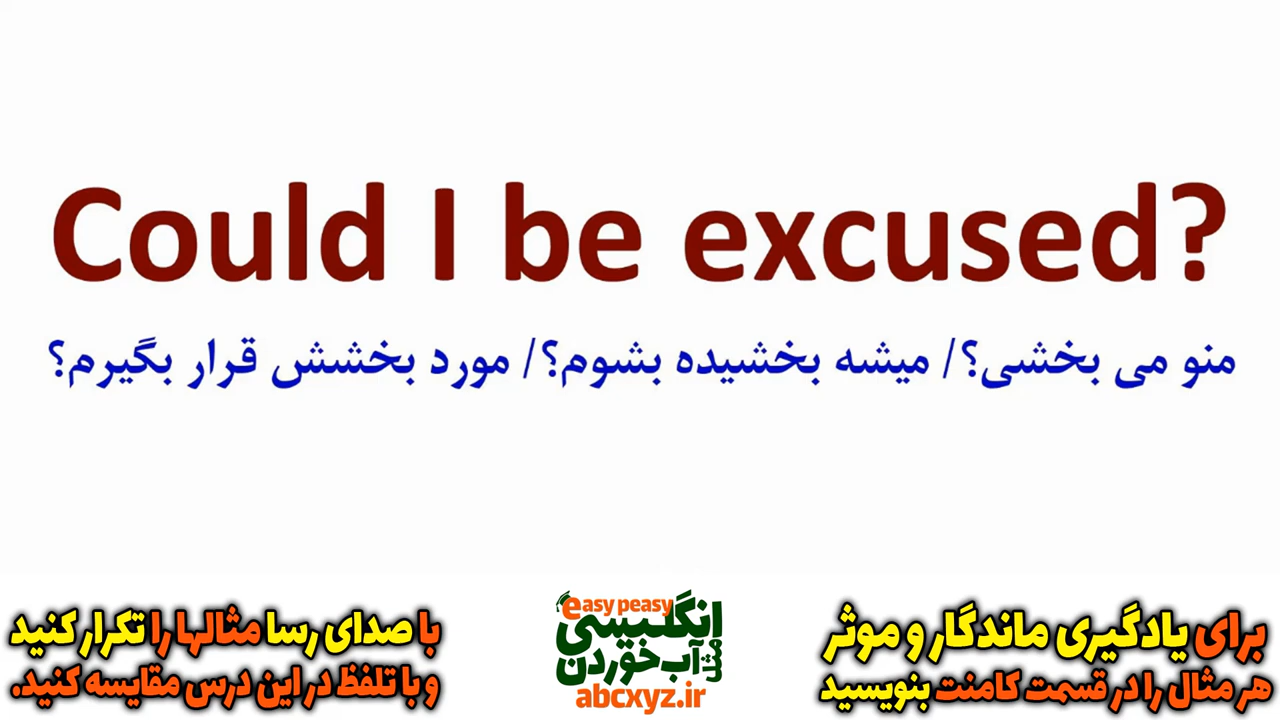 Could I be excused?
منو می بخشی؟/ میشه بخشیده بشوم؟/ مورد بخشش قرار بگیرم؟
برای یادگیری ماندگار و موثر
هر مثال را در قسمت کامنت بنویسید
easy peasy
انگلیسی
مثل آب خوردن
abcxyz.ir
با صدای رسا مثالها را تکرار کنید
و با تلفظ در این درس مقایسه کنید.